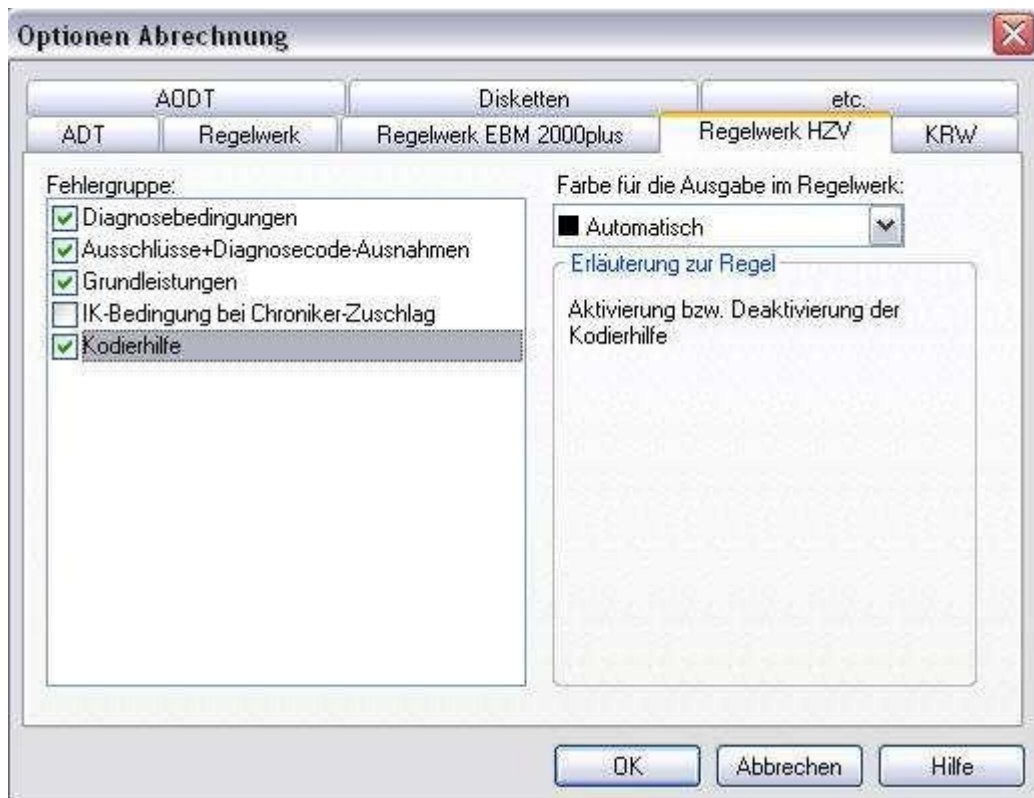 Optionen Abrechnung
AODT
Disketten
etc.
ADT
Regelwerk
Regelwerk EBM 2000plus
Regelwerk HZV
KRW
Fehlergruppe:
Diagnosebedingungen
Ausschlüsse+Diagnosecode-Ausnahmen
Grundleistungen
IK-Bedingung bei Chroniker-Zuschlag
Kodierhilfe
Farbe für die Ausgabe im Regelwerk:
Automatisch
Erläuterung zur Regel
Aktivierung bzw. Deaktivierung der
Kodierhilfe
OK
Abbrechen
Hilfe